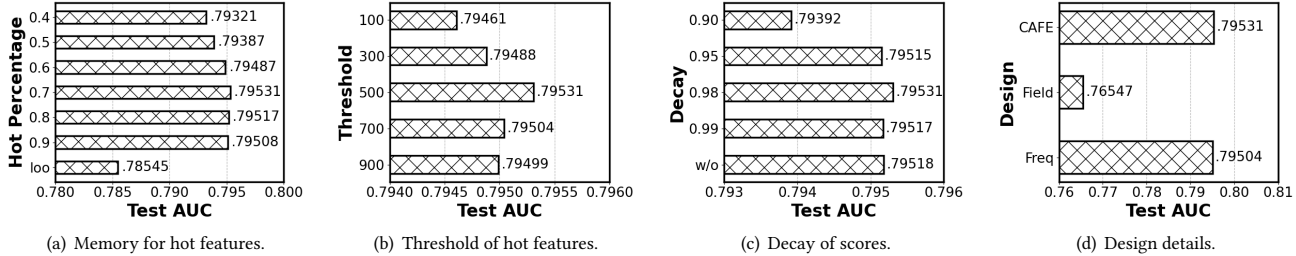 Hot Percentage
0.4
.79321
0.5
.79387
0.6
.79487
0.7
.79531
0.8
.79517
0.9
.79508
loo
.78545
0.780 0.785 0.790 0.795 0.800
Test AUC
(a) Memory for hot features.
Threshold
100
.79461
300
.79488
500
.79531
700
.79504
900
.79499
0.7940 0.7945 0.7950 0.7955 0.7960
Test AUC
(b) Threshold of hot features.
Decay
0.90
.79392
0.95
.79515
0.98
.79531
0.99
.79517
w/o
.79518
0.793 0.794 0.795 0.796
Test AUC
(c) Decay of scores.
Design
CAFE
.79531
Field
.76547
Freq
.79504
0.76 0.77 0.78 0.79 0.80 0.81
Test AUC
(d) Design details.